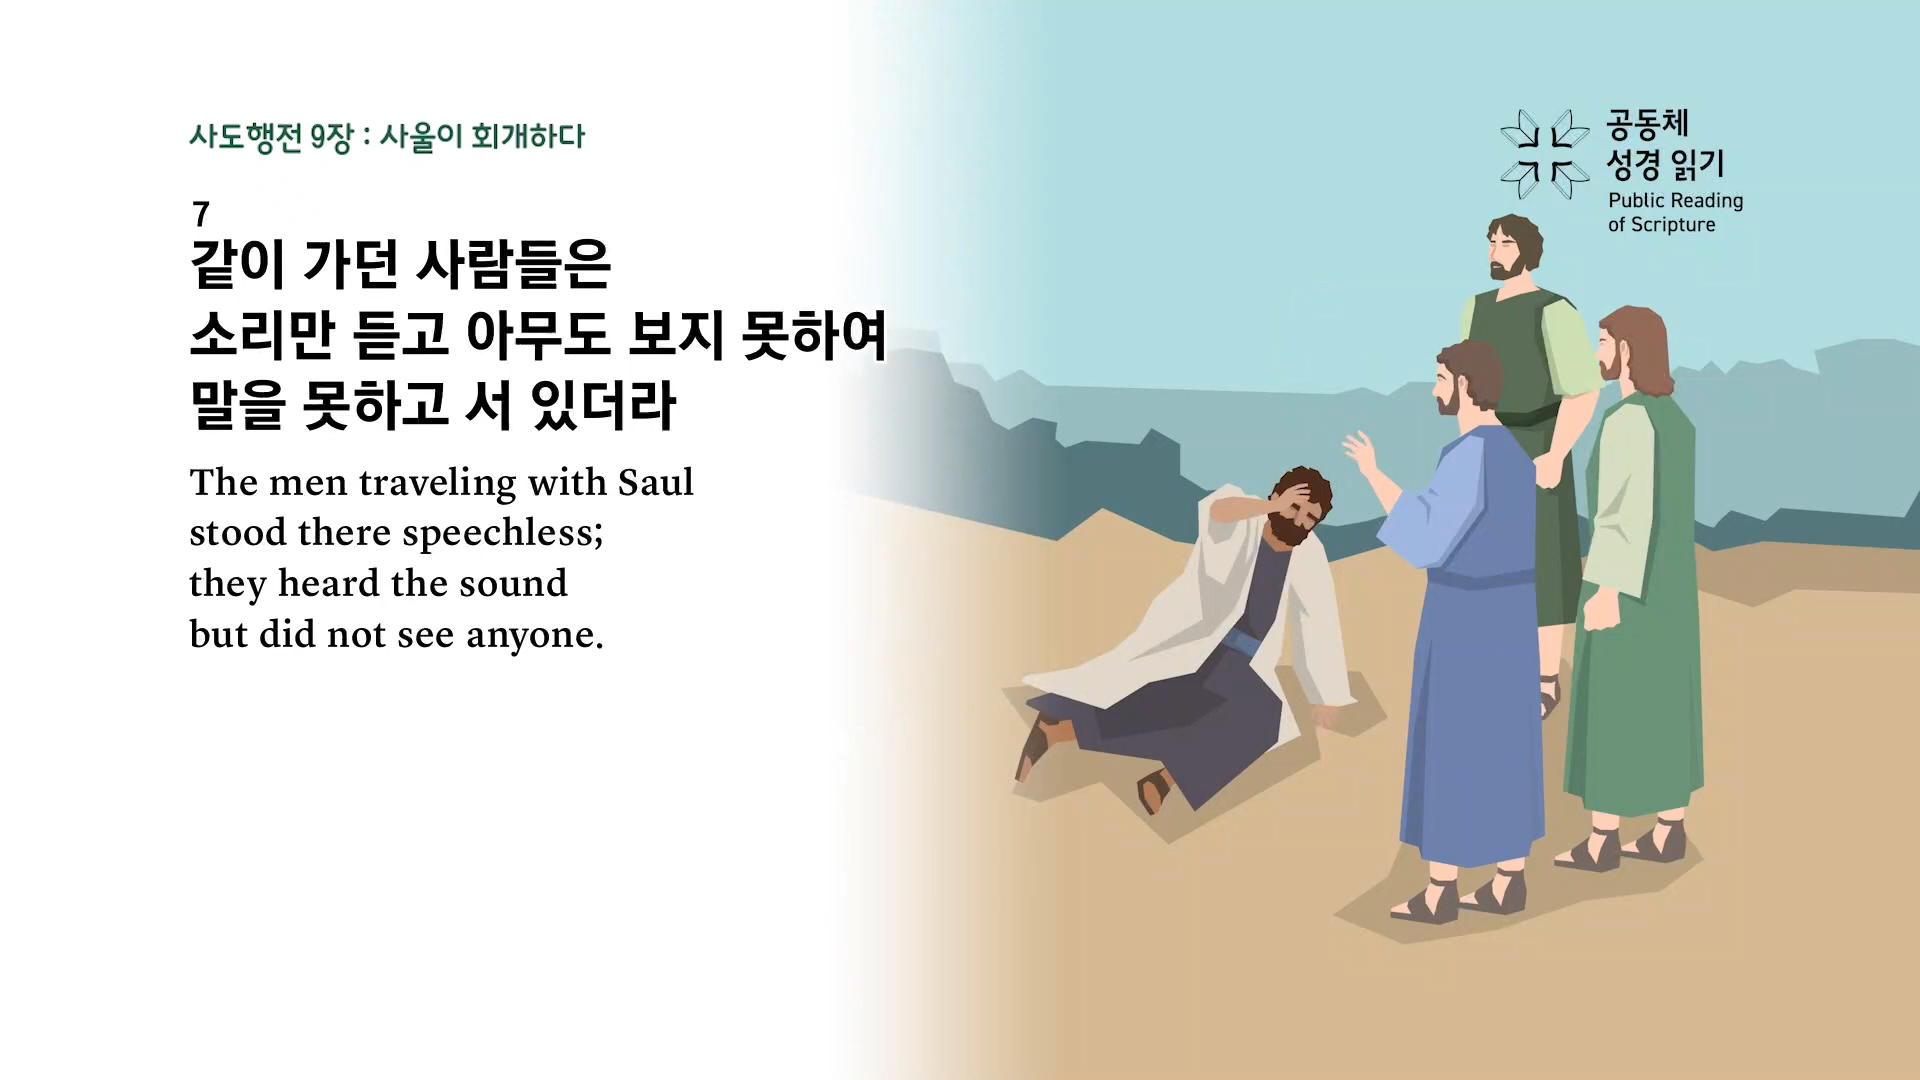 사도행전 9장 : 사울이 회개하다
7
같이 가던 사람들은
소리만 듣고 아무도 보지 못하여
말을 못하고 서 있더라
The men traveling with Saul
stood there speechless;
they heard the sound
but did not see anyone.
공동체
성경 읽기
Public Reading
of Scripture